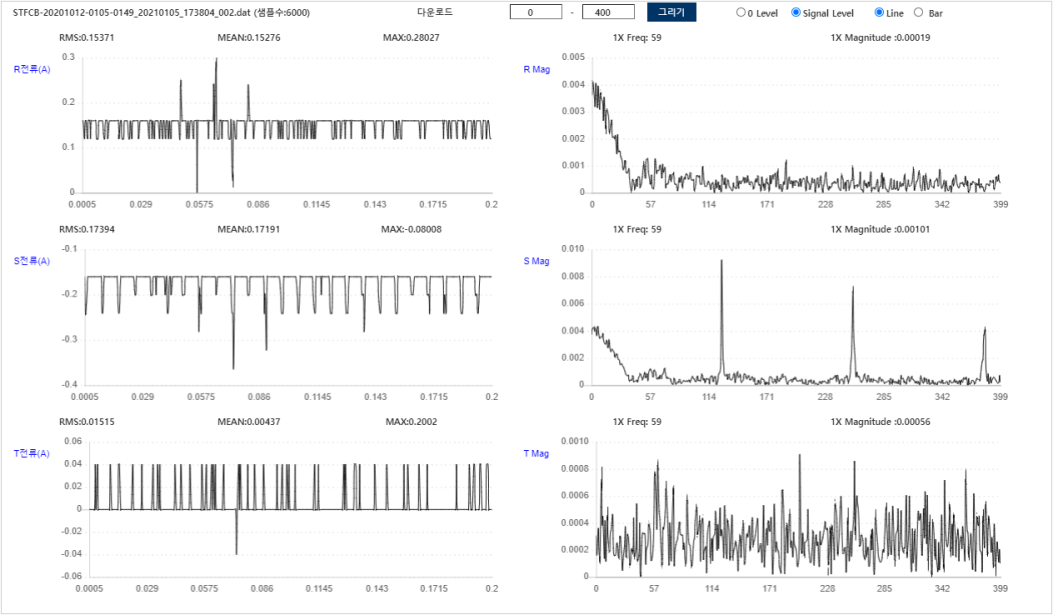 STFCB-20201012-0105-0149_20210105_173804_002.dat (샘플수:6000) 다운로드 0 - 400 그리기 0 Level Signal Level Line Bar
RMS:0.15371 MEAN:0.15276 MAX:0.28027
R전류(A)
0.3
0.2
0.1
0
0.0005 0.029 0.0575 0.086 0.1145 0.143 0.1715 0.2
1X Freq: 59 1X Magnitude :0.00019
R Mag
0.005
0.004
0.003
0.002
0.001
0
0 57 114 171 228 285 342 399
RMS:0.17394 MEAN:0.17191 MAX:-0.08008
S전류(A)
-0.1
-0.2
-0.3
-0.4
0.0005 0.029 0.0575 0.086 0.1145 0.143 0.1715 0.2
1X Freq: 59 1X Magnitude :0.00101
S Mag
0.010
0.008
0.006
0.004
0.002
0
0 57 114 171 228 285 342 399
RMS:0.01515 MEAN:0.00437 MAX:0.2002
T전류(A)
0.06
0.04
0.02
0
-0.02
-0.04
-0.06
0.0005 0.029 0.0575 0.086 0.1145 0.143 0.1715 0.2
1X Freq: 59 1X Magnitude :0.00056
T Mag
0.0010
0.0008
0.0006
0.0004
0.0002
0
0 57 114 171 228 285 342 399